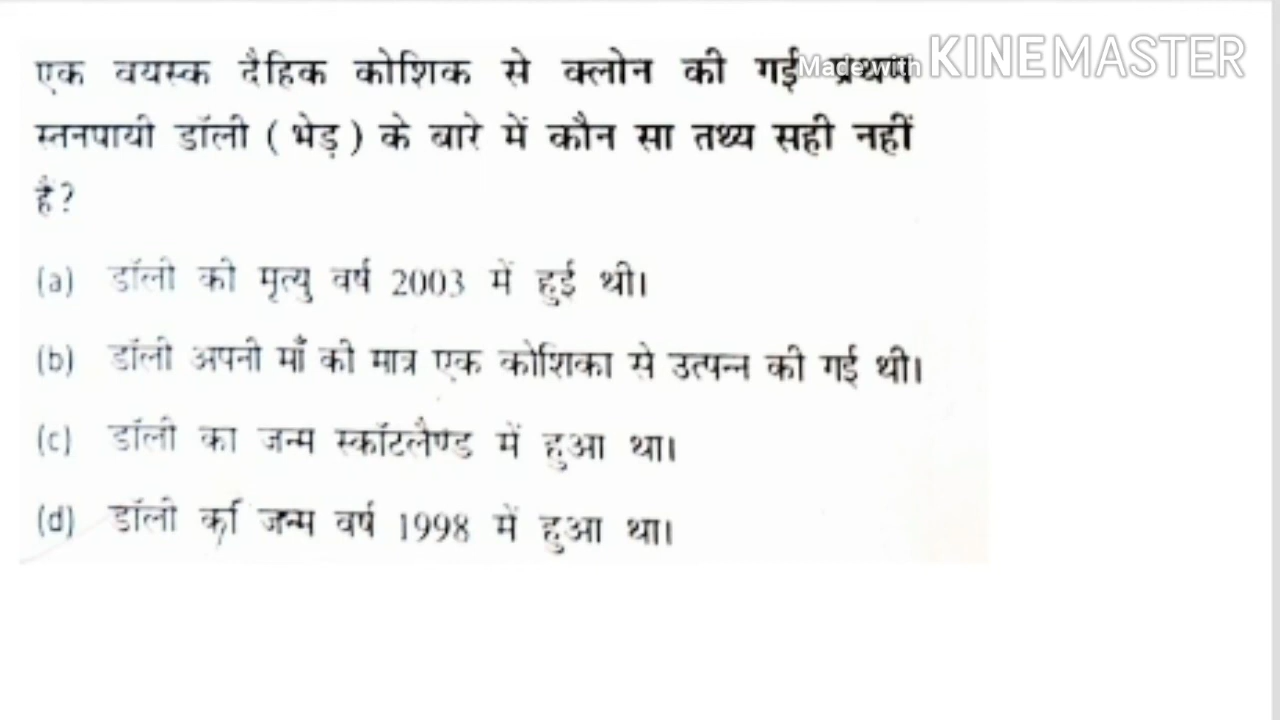 एक वयस्क दैहिक कोशिक से क्लोन की गई प्रथम
Made with KINEMASTER
स्तनपायी डॉली ( भेड़ ) के बारे में कौन सा तथ्य सही नहीं
है?
(a) डॉली की मृत्यु वर्ष 2003 में हुई थी।
(b) डॉली अपनी माँ की मात्र एक कोशिका से उत्पन्न की गई थी।
(c) डॉली का जन्म स्कॉटलैण्ड में हुआ था।
(d) डॉली का जन्म वर्ष 1998 में हुआ था।